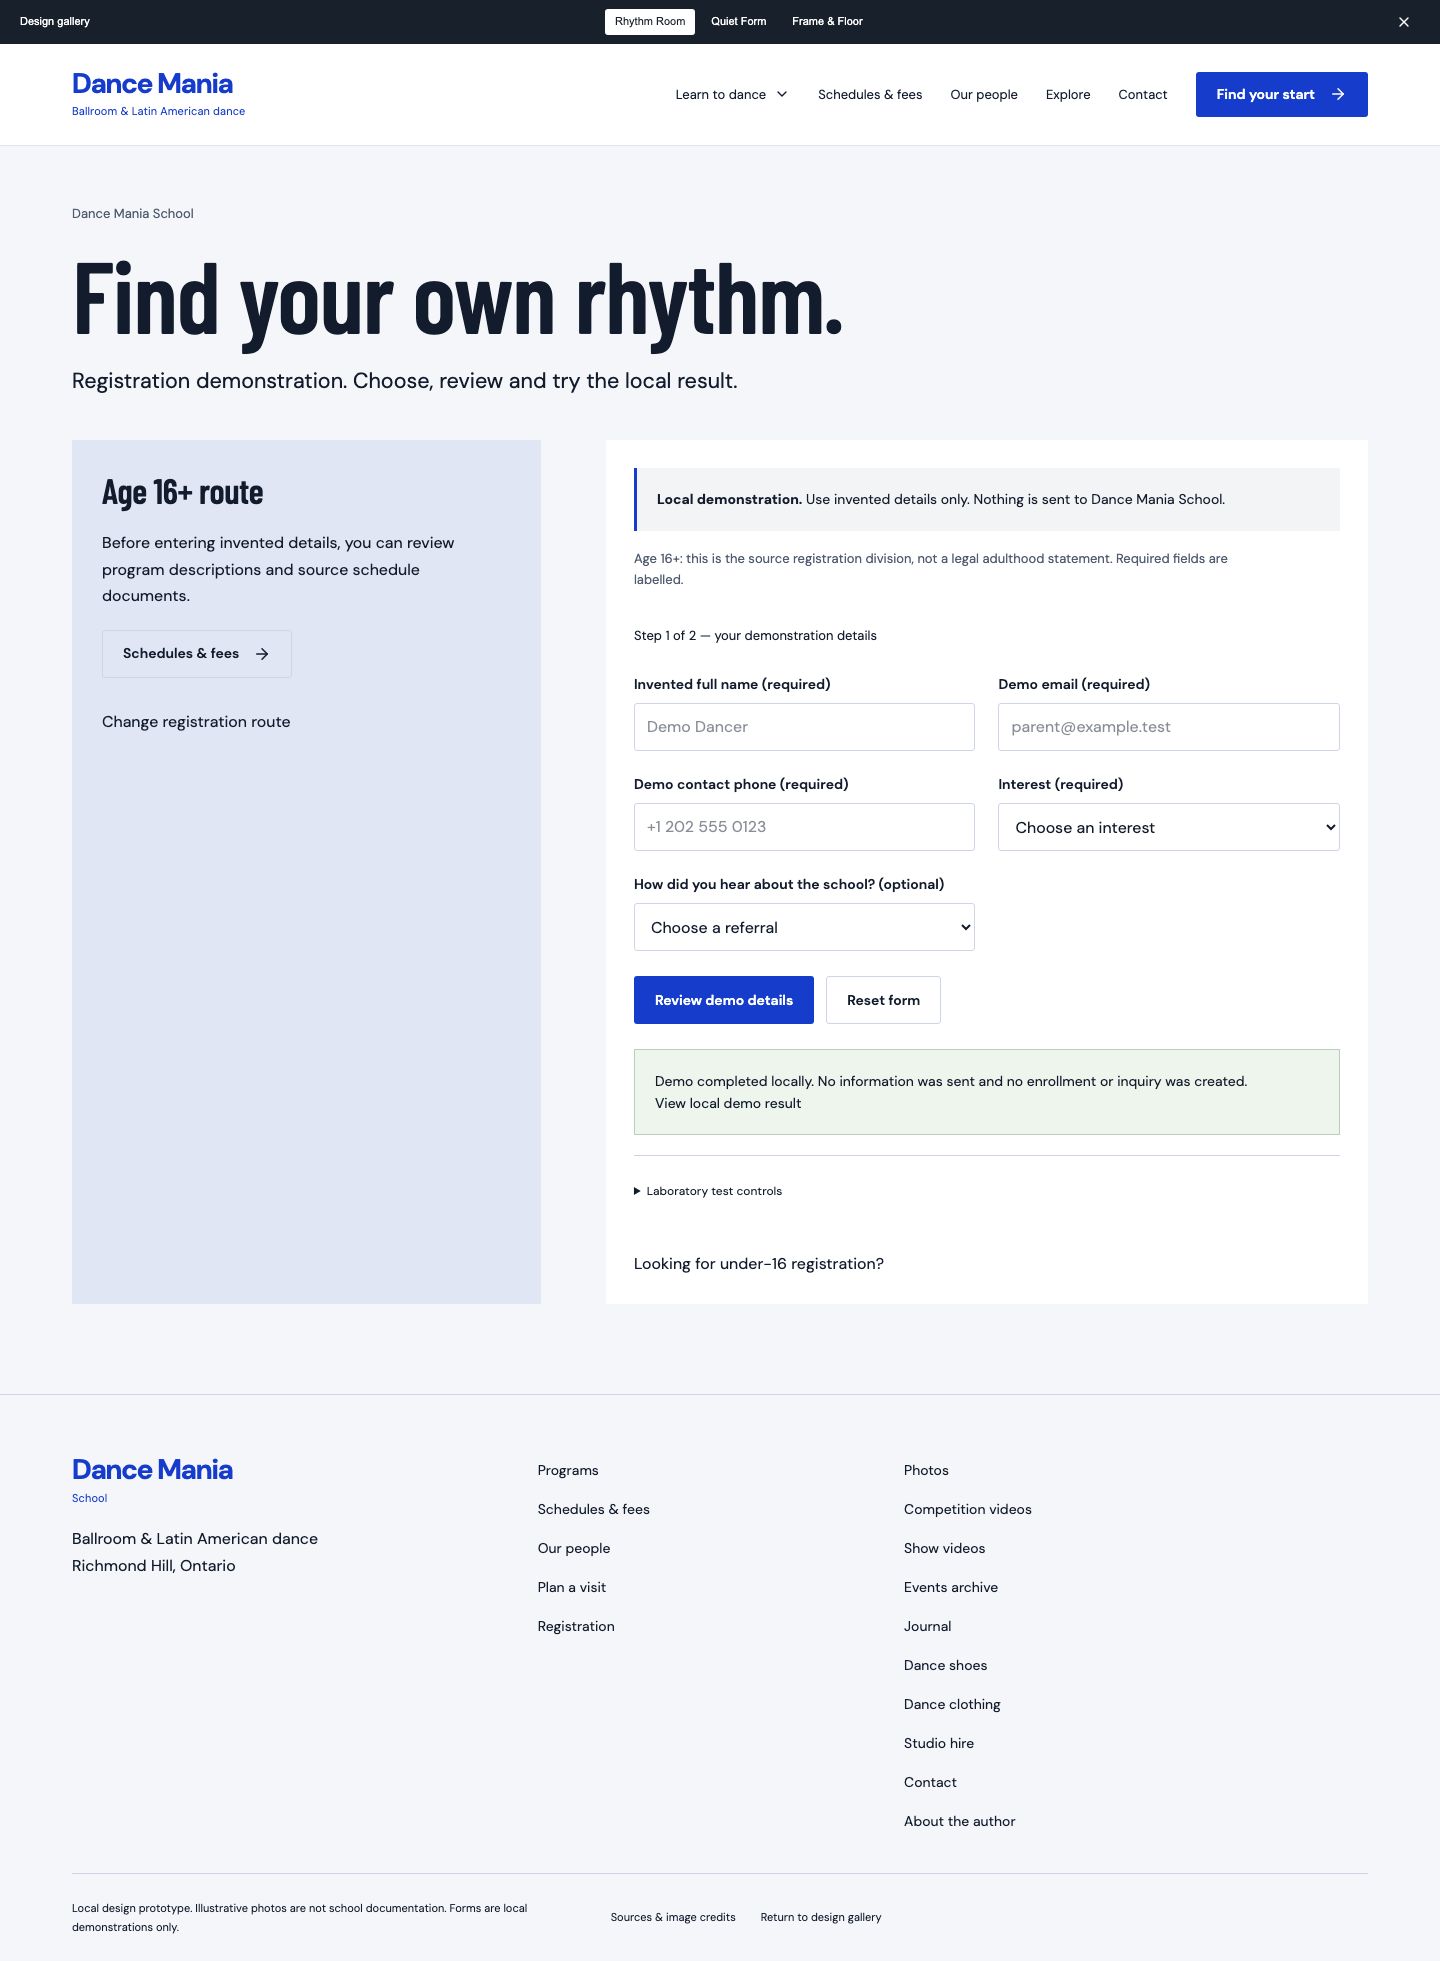 Design gallery
Rhythm Room
Quiet Form
Frame & Floor
Dance Mania
Ballroom & Latin American dance
Learn to dance
Schedules & fees
Our people
Explore
Contact
Find your start
Dance Mania School
Find your own rhythm.
Registration demonstration. Choose, review and try the local result.
Age 16+ route
Before entering invented details, you can review
program descriptions and source schedule
documents.
Schedules & fees
Change registration route
Local demonstration. Use invented details only. Nothing is sent to Dance Mania School.
Age 16+: this is the source registration division, not a legal adulthood statement. Required fields are
labelled.
Step 1 of 2 — your demonstration details
Invented full name (required)
Demo Dancer
Demo email (required)
parent@example.test
Demo contact phone (required)
+1 202 555 0123
Interest (required)
Choose an interest
How did you hear about the school? (optional)
Choose a referral
Review demo details
Reset form
Demo completed locally. No information was sent and no enrollment or inquiry was created.
View local demo result
Laboratory test controls
Looking for under-16 registration?
Dance Mania
School
Ballroom & Latin American dance
Richmond Hill, Ontario
Programs
Schedules & fees
Our people
Plan a visit
Registration
Photos
Competition videos
Show videos
Events archive
Journal
Dance shoes
Dance clothing
Studio hire
Contact
About the author
Local design prototype. Illustrative photos are not school documentation. Forms are local
demonstrations only.
Sources & image credits
Return to design gallery